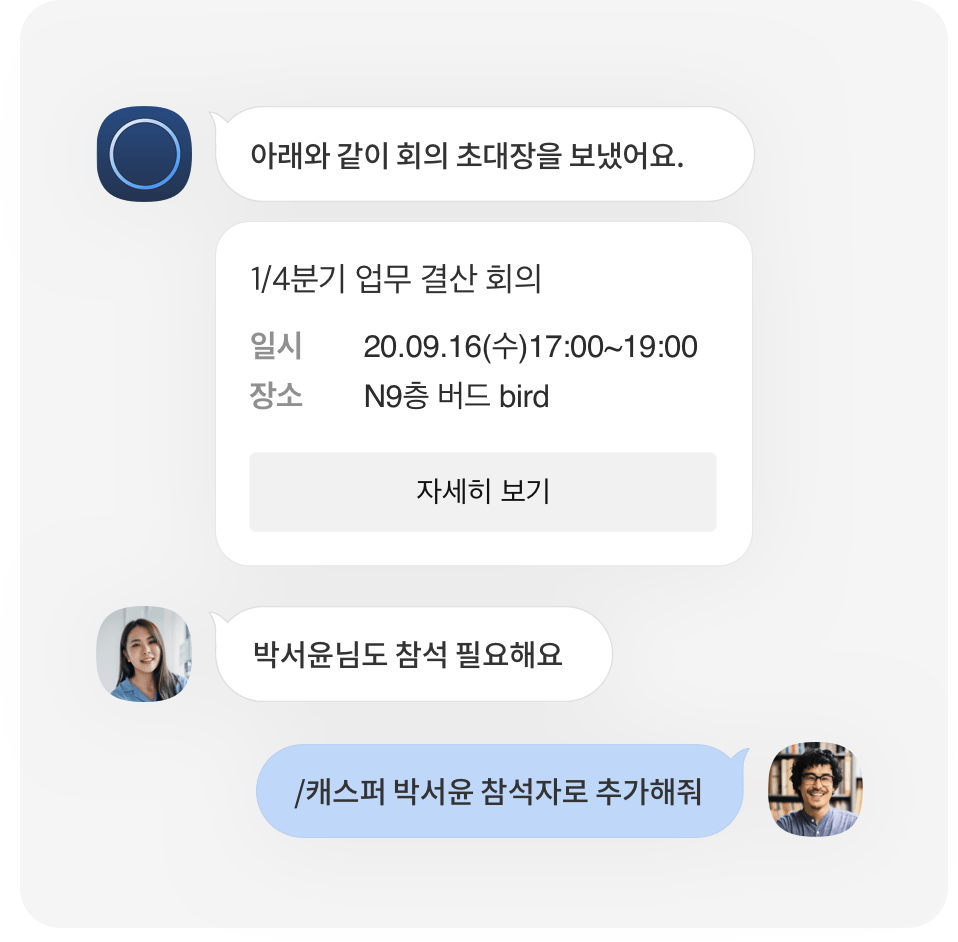 아래와 같이 회의 초대장을 보냈어요.
1/4분기 업무 결산 회의
일시 20.09.16(수)17:00~19:00
장소 N9층 버드 bird
자세히 보기
박서윤님도 참석 필요해요
/캐스퍼 박서윤 참석자로 추가해줘